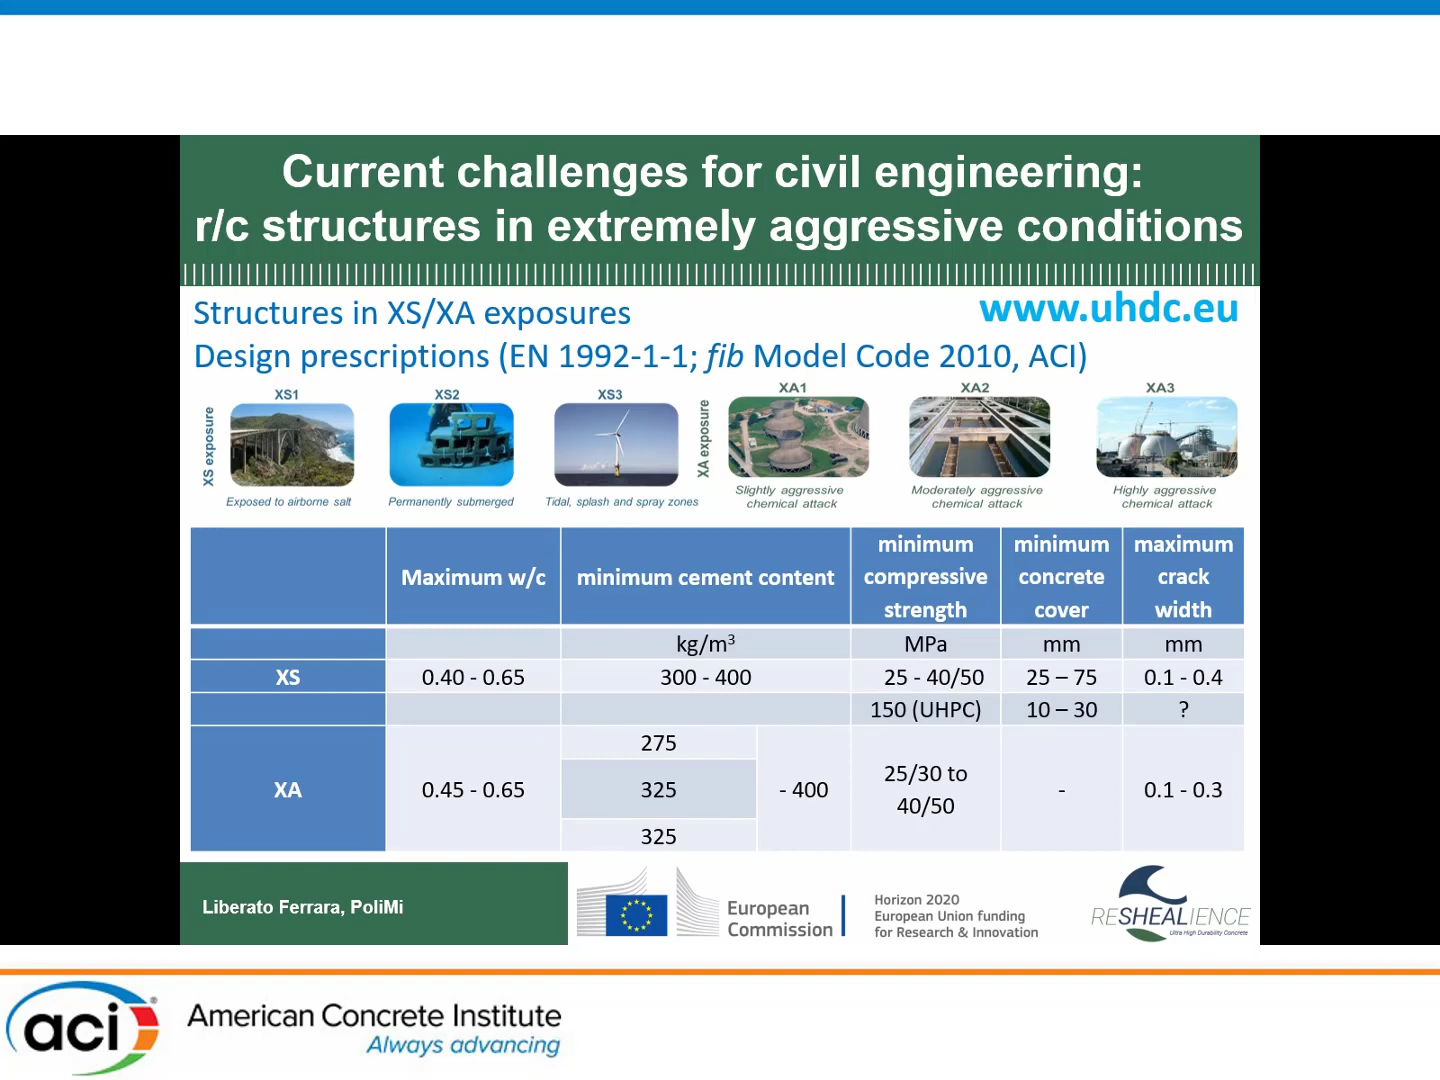 Current challenges for civil engineering:
r/c structures in extremely aggressive conditions
Structures in XS/XA exposures
www.uhdc.eu
Design prescriptions (EN 1992-1-1; fib Model Code 2010, ACI)
XS exposure
XS1
XS2
XS3
Exposed to airborne salt
Permanently submerged
Tidal, splash and spray zones
XA exposure
XA1
XA2
XA3
Slightly aggressive
chemical attack
Moderately aggressive
chemical attack
Highly aggressive
chemical attack
Maximum w/c
minimum cement content
minimum
compressive
strength
minimum
concrete
cover
maximum
crack
width
kg/m³ MPa mm mm
XS 0.40 - 0.65 300 - 400 25 - 40/50 25 – 75 0.1 - 0.4
150 (UHPC) 10 – 30 ?
XA 0.45 - 0.65
275
325
325
- 400
25/30 to
40/50
-
0.1 - 0.3
Liberato Ferrara, PoliMi
European
Commission
Horizon 2020
European Union funding
for Research & Innovation
RESHEALIENCE
Ultra High Durability Concrete
aci®
American Concrete Institute
Always advancing